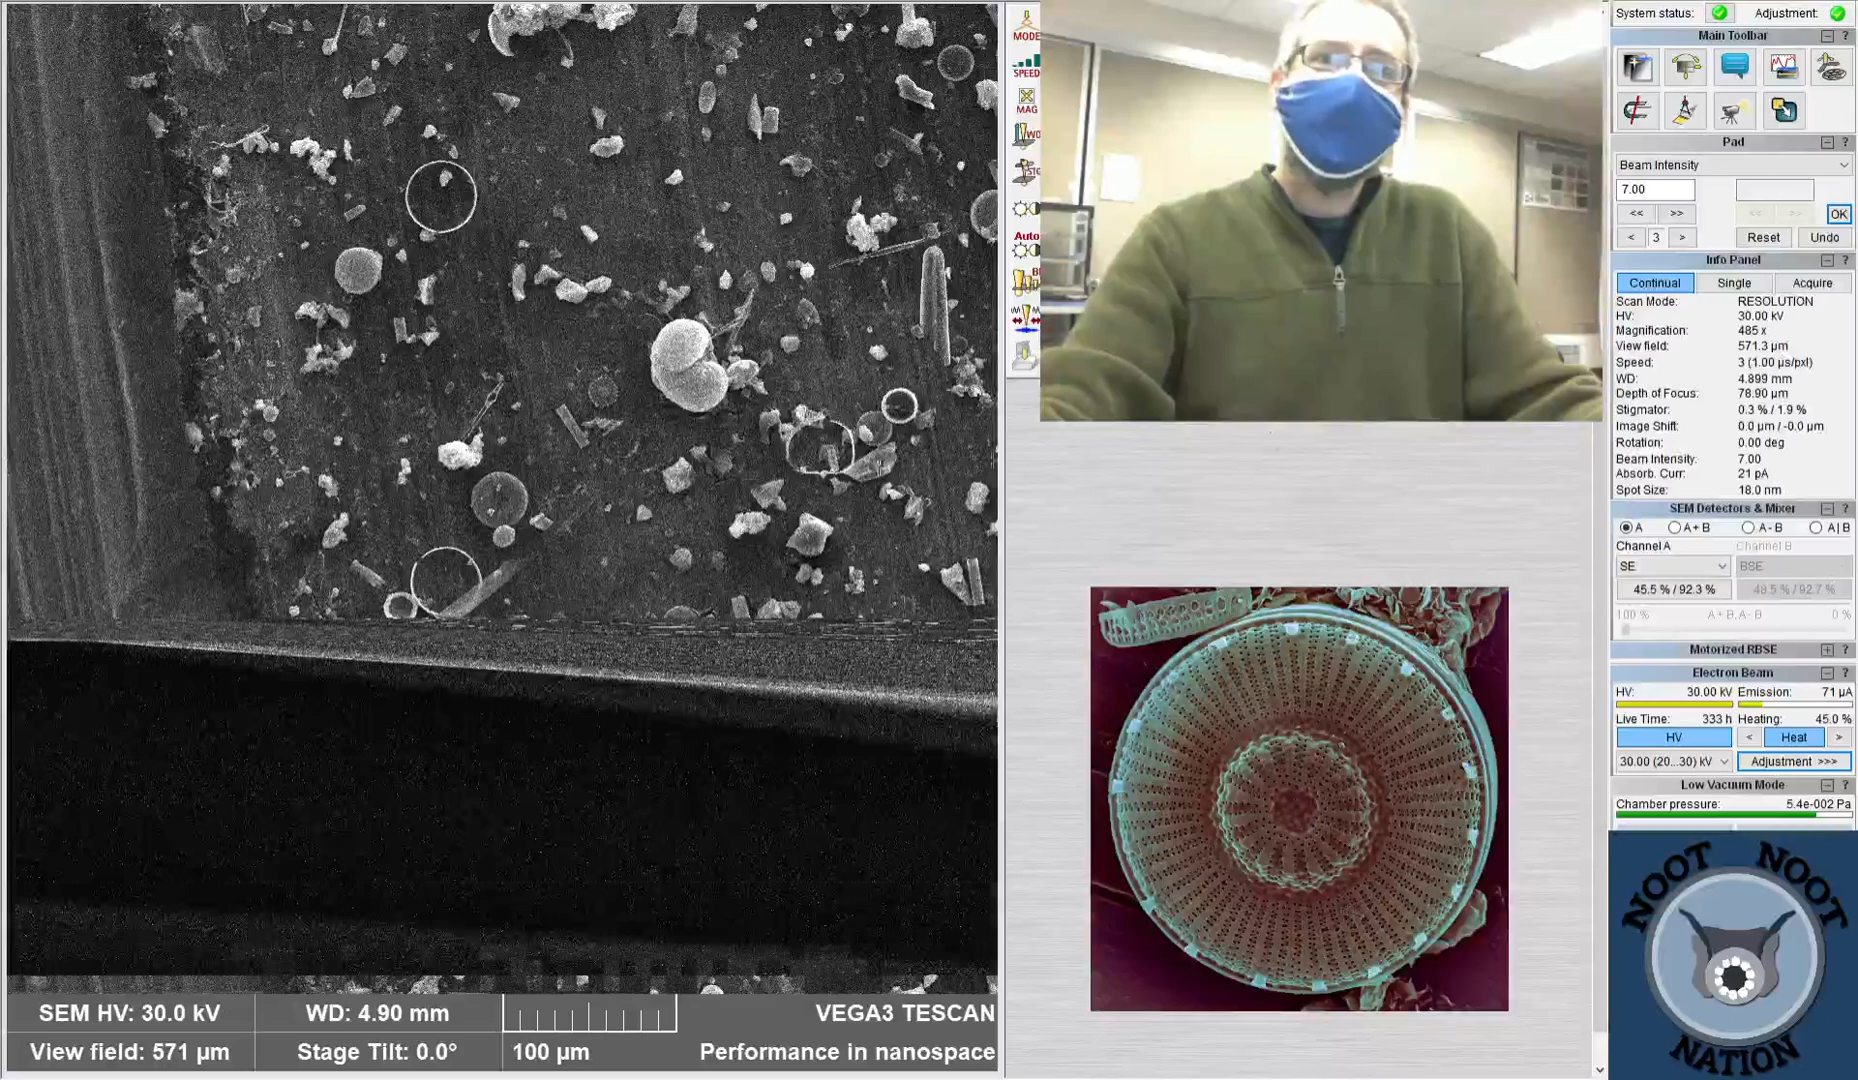 System status: Adjustment:
Main Toolbar
MODE
SPEED
MAG
WD
Auto
Pad
Beam Intensity
7.00
<< >> << >> OK
< 3 > Reset Undo
Info Panel
Continual Single Acquire
Scan Mode: RESOLUTION
HV: 30.00 kV
Magnification: 485 x
View field: 571.3 µm
Speed: 3 (1.00 µs/pxl)
WD: 4.899 mm
Depth of Focus: 78.90 µm
Stigmator: 0.3 % / 1.9 %
Image Shift: 0.0 µm / -0.0 µm
Rotation: 0.00 deg
Beam Intensity: 7.00
Absorb. Curr: 21 pA
Spot Size: 18.0 nm
SEM Detectors & Mixer
A A + B A - B A | B
Channel A Channel B
SE BSE
45.5 % / 92.3 % 48.5 % / 92.7 %
100 % A + B, A - B 0 %
Motorized RBSE
Electron Beam
HV: 30.00 kV Emission: 71 µA
Live Time: 333 h Heating: 45.0 %
HV < Heat >
30.00 (20...30) kV Adjustment >>>
Low Vacuum Mode
Chamber pressure: 5.4e-002 Pa
NOOT NOOT
NATION
SEM HV: 30.0 kV WD: 4.90 mm VEGA3 TESCAN
View field: 571 µm Stage Tilt: 0.0° 100 µm Performance in nanospace